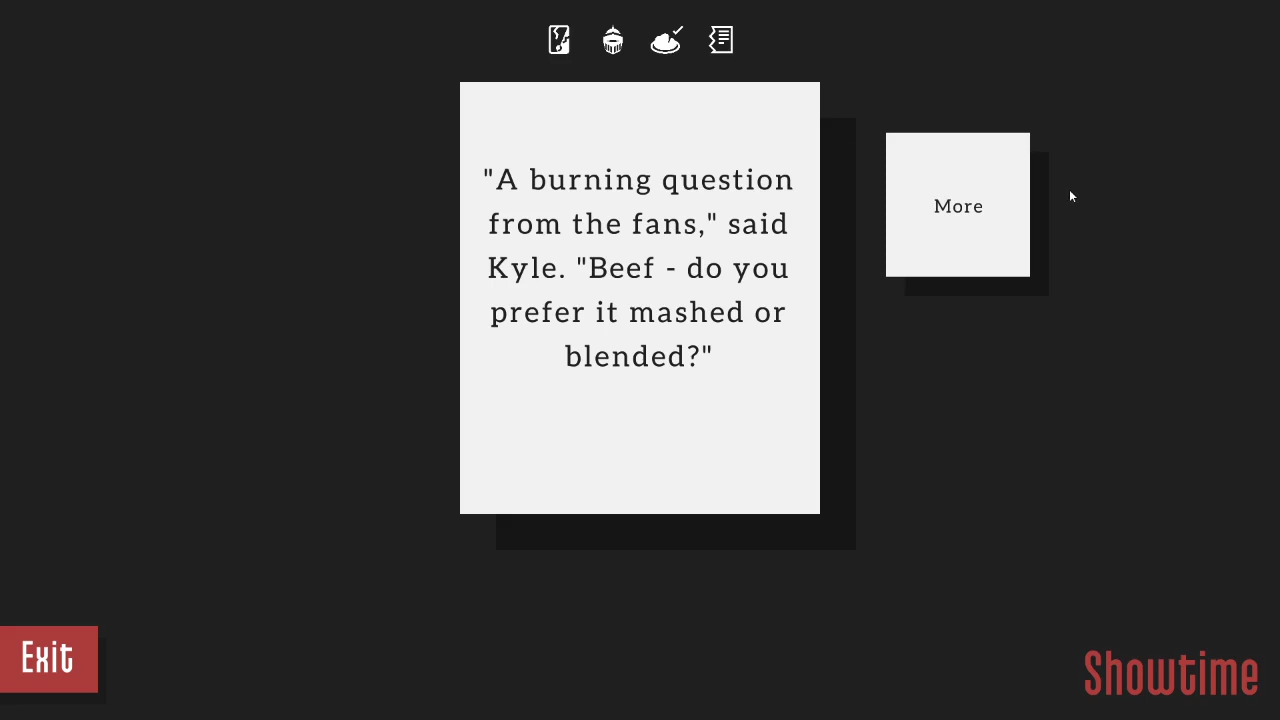 "A burning question
from the fans," said
Kyle. "Beef - do you
prefer it mashed or
blended?"
More
Exit
Showtime